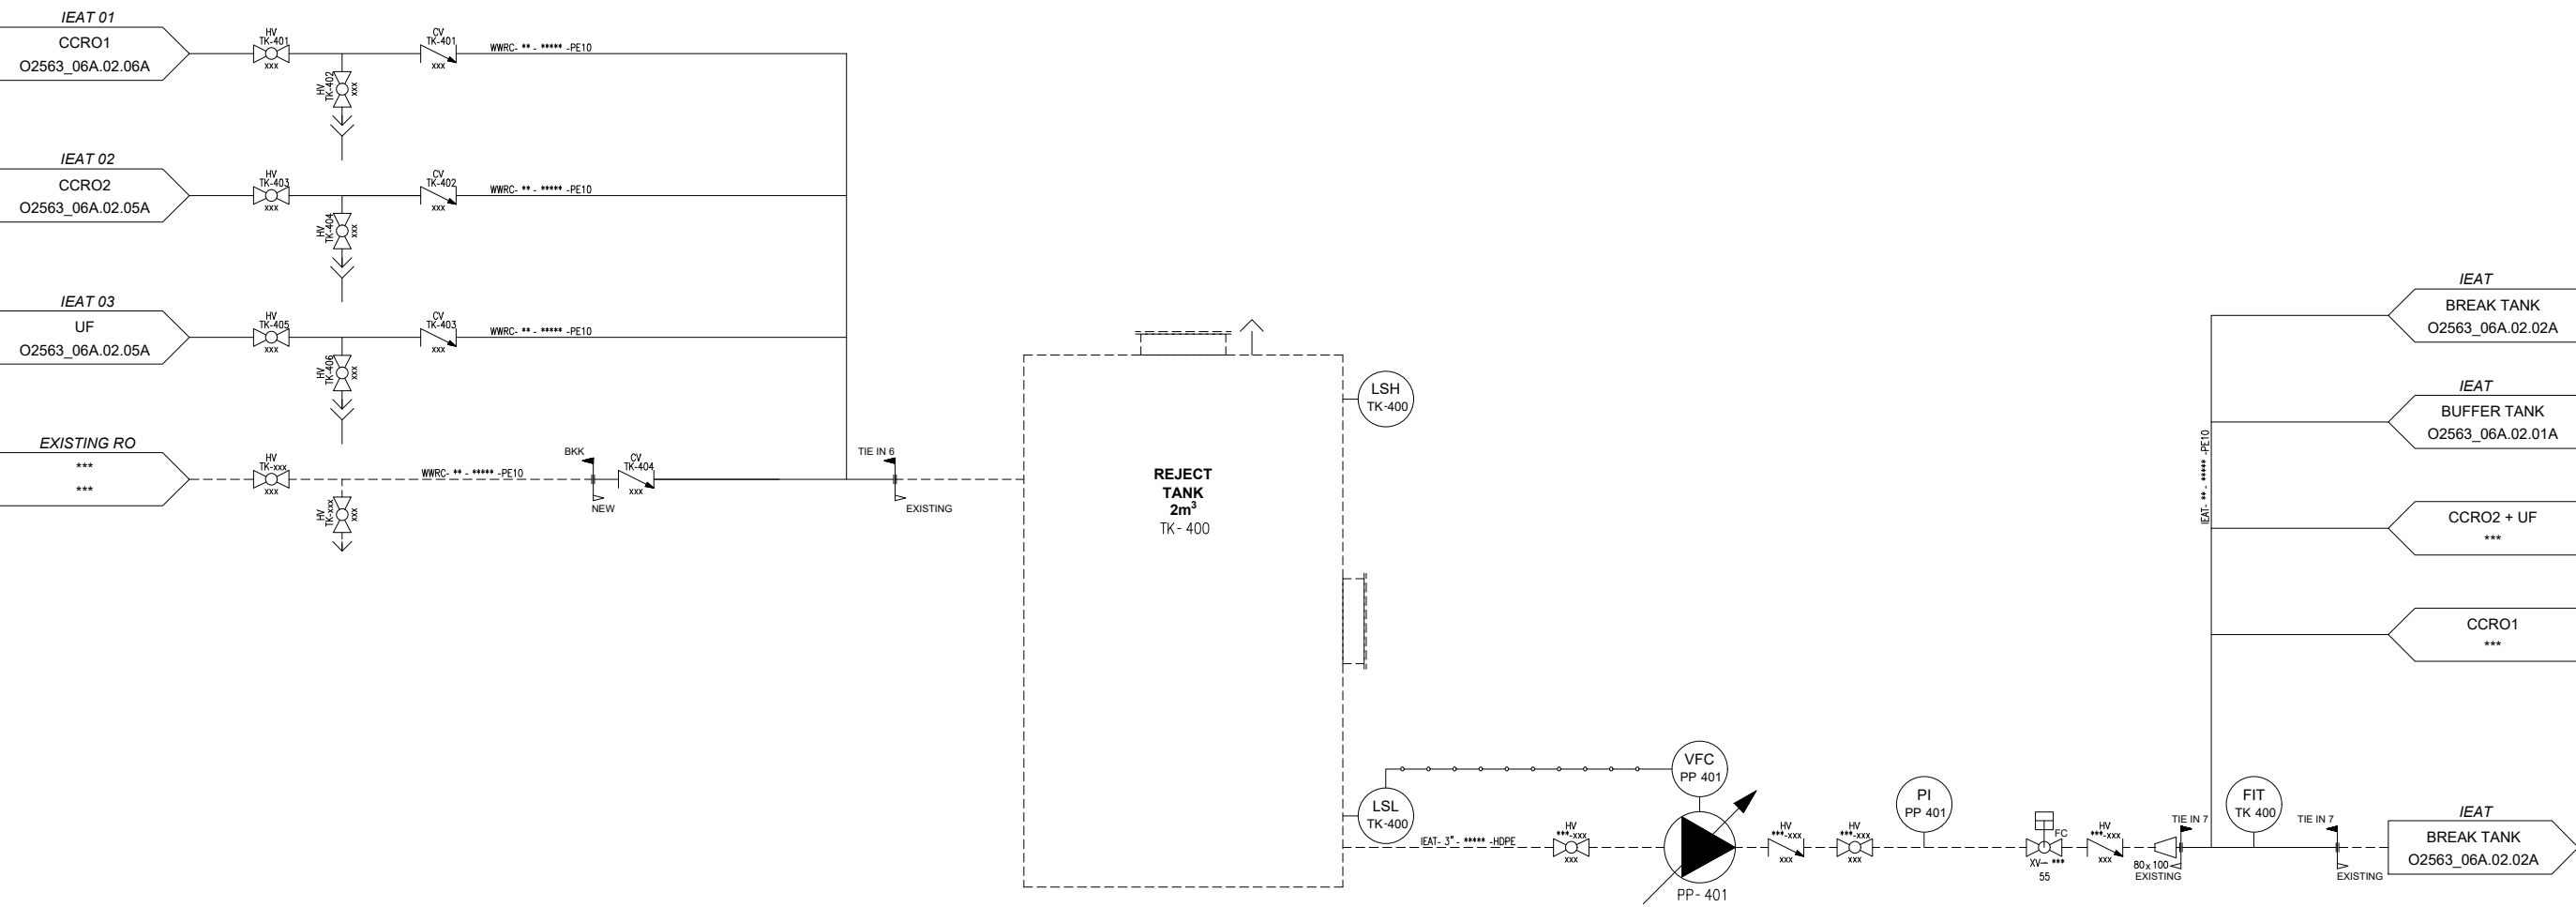 IEAT 01
CCRO1
O2563_06A.02.06A
HV
TK-401
xxx
HV
TK-402
xxx
CV
TK-401
xxx
WWRC- ** - ***** -PE10
IEAT 02
CCRO2
O2563_06A.02.05A
HV
TK-403
xxx
HV
TK-404
xxx
CV
TK-402
xxx
WWRC- ** - ***** -PE10
IEAT 03
UF
O2563_06A.02.05A
HV
TK-405
xxx
HV
TK-406
xxx
CV
TK-403
xxx
WWRC- ** - ***** -PE10
EXISTING RO
***
***
HV
TK-xxx
xxx
HV
TK-xxx
xxx
WWRC- ** - ***** -PE10
BKK
NEW
CV
TK-404
xxx
TIE IN 6
EXISTING
REJECT
TANK
2m³
TK- 400
LSH
TK-400
LSL
TK-400
VFC
PP 401
IEAT- 3" - ***** -HDPE
HV
***-xxx
xxx
PP- 401
HV
***-xxx
xxx
HV
***-xxx
xxx
PI
PP 401
FC
XV- ***
55
HV
***-xxx
xxx
80x100
EXISTING
TIE IN 7
FIT
TK 400
TIE IN 7
EXISTING
IEAT- ** - ***** -PE10
IEAT
BREAK TANK
O2563_06A.02.02A
IEAT
BUFFER TANK
O2563_06A.02.01A
CCRO2 + UF
***
CCRO1
***
IEAT
BREAK TANK
O2563_06A.02.02A